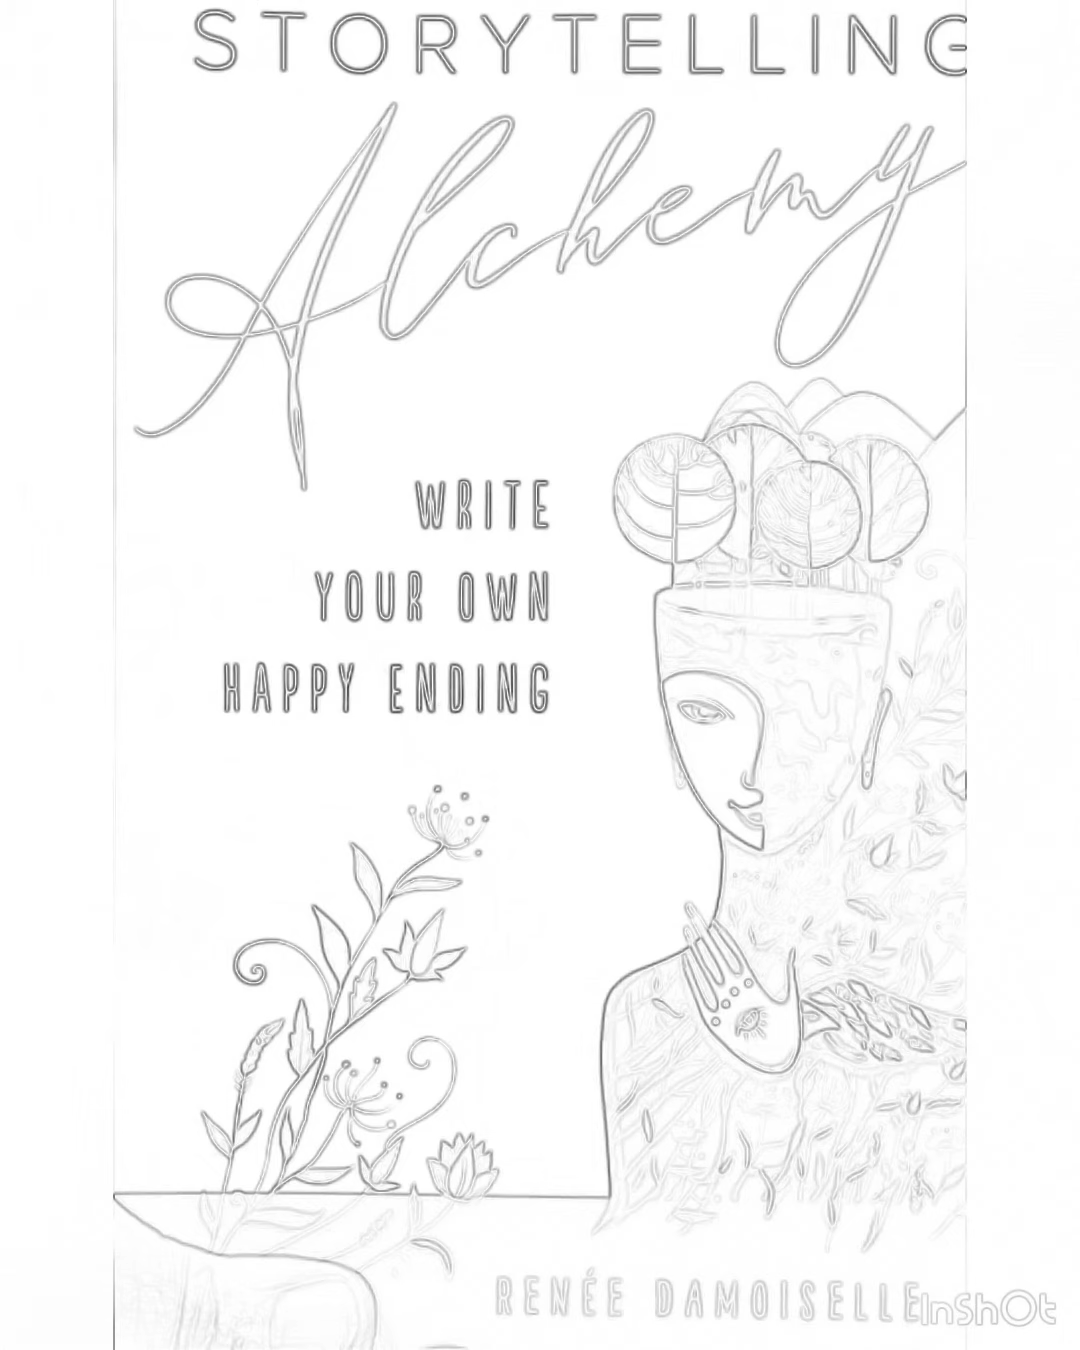 STORYTELLING
Alchemy
WRITE
YOUR OWN
HAPPY ENDING
RENÉE DAMOISELLE
InShOt